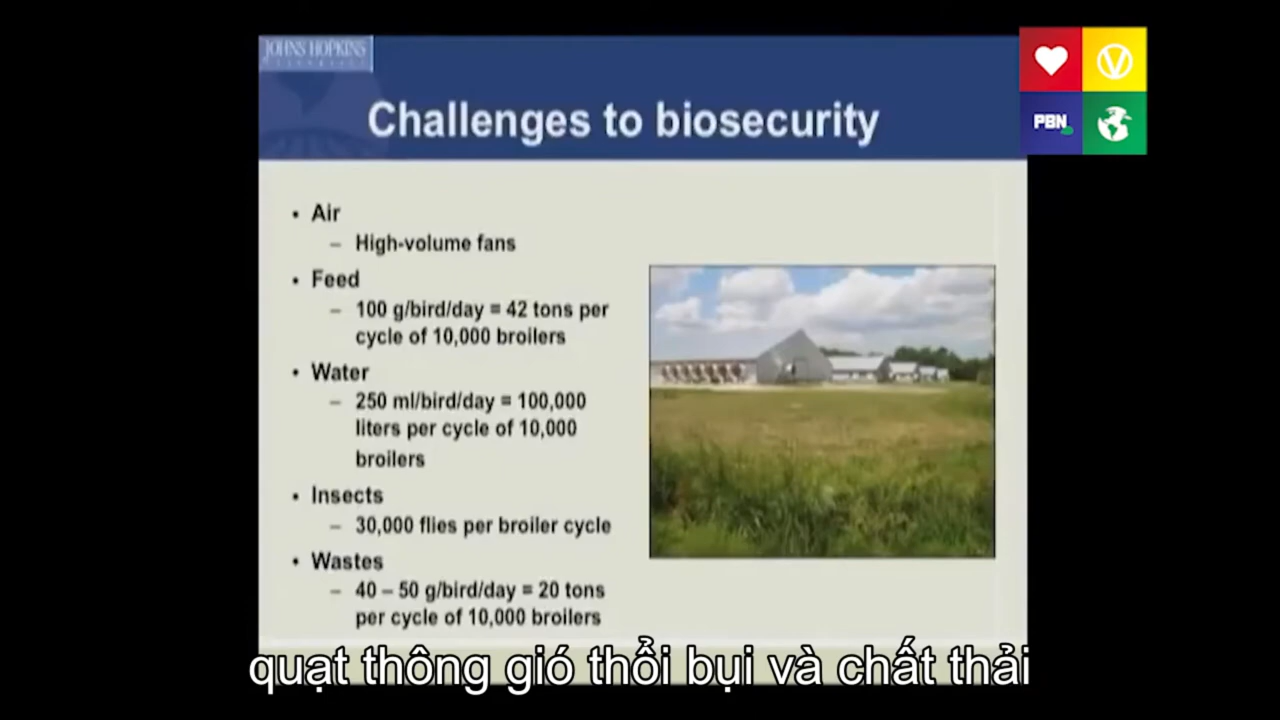 JOHNS HOPKINS
Challenges to biosecurity
PBN
• Air
– High-volume fans
• Feed
– 100 g/bird/day = 42 tons per
cycle of 10,000 broilers
• Water
– 250 ml/bird/day = 100,000
liters per cycle of 10,000
broilers
• Insects
– 30,000 flies per broiler cycle
• Wastes
– 40 – 50 g/bird/day = 20 tons
per cycle of 10,000 broilers
quạt thông gió thổi bụi và chất thải